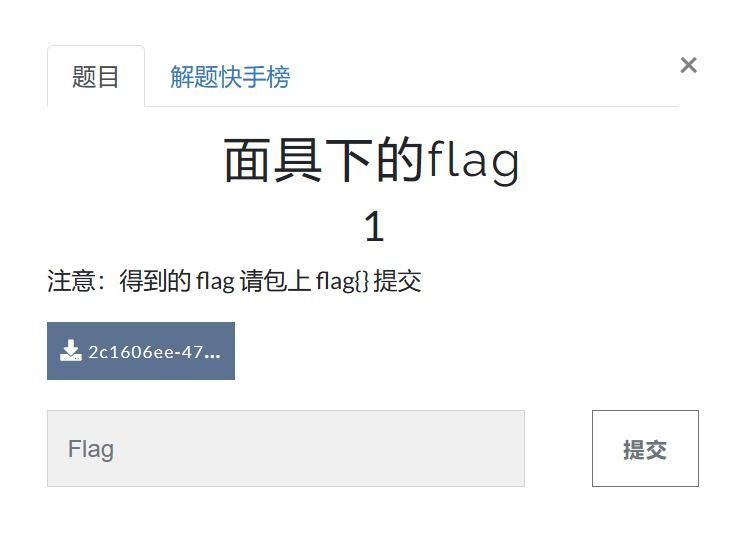 题目 解题快手榜 ×
面具下的flag
1
注意：得到的 flag 请包上 flag{} 提交
2c1606ee-47...
Flag 提交